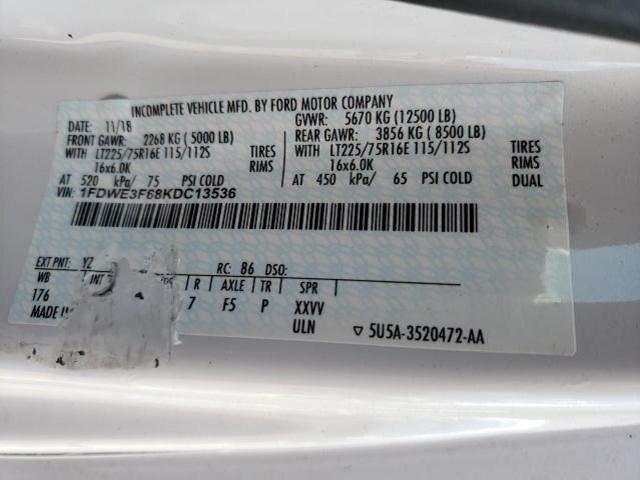 INCOMPLETE VEHICLE MFD. BY FORD MOTOR COMPANY
DATE: 11/18 GVWR: 5670 KG (12500 LB)
FRONT GAWR: 2268 KG ( 5000 LB) REAR GAWR: 3856 KG ( 8500 LB)
WITH LT225/75R16E 115/112S TIRES WITH LT225/75R16E 115/112S TIRES
16x6.0K RIMS 16x6.0K RIMS
AT 520 kPa/ 75 PSI COLD AT 450 kPa/ 65 PSI COLD DUAL
VIN: 1FDWE3F68KDC13536
EXT PNT: YZ RC: 86 DSO:
WB INT R AXLE TR SPR
176 7 F5 P XXVV
MADE ULN ▽ 5U5A-3520472-AA